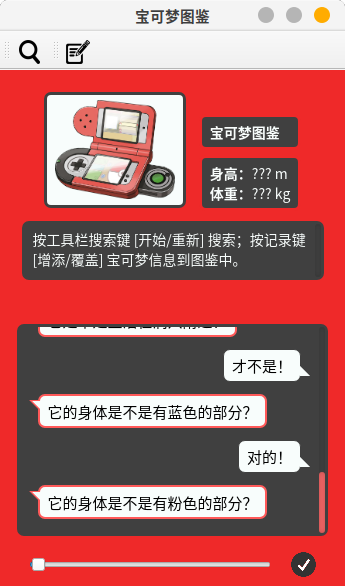 宝可梦图鉴
宝可梦图鉴
身高：??? m
体重：??? kg
按工具栏搜索键 [开始/重新] 搜索；按记录键
[增添/覆盖] 宝可梦信息到图鉴中。
才不是！
它的身体是不是有蓝色的部分？
对的！
它的身体是不是有粉色的部分？